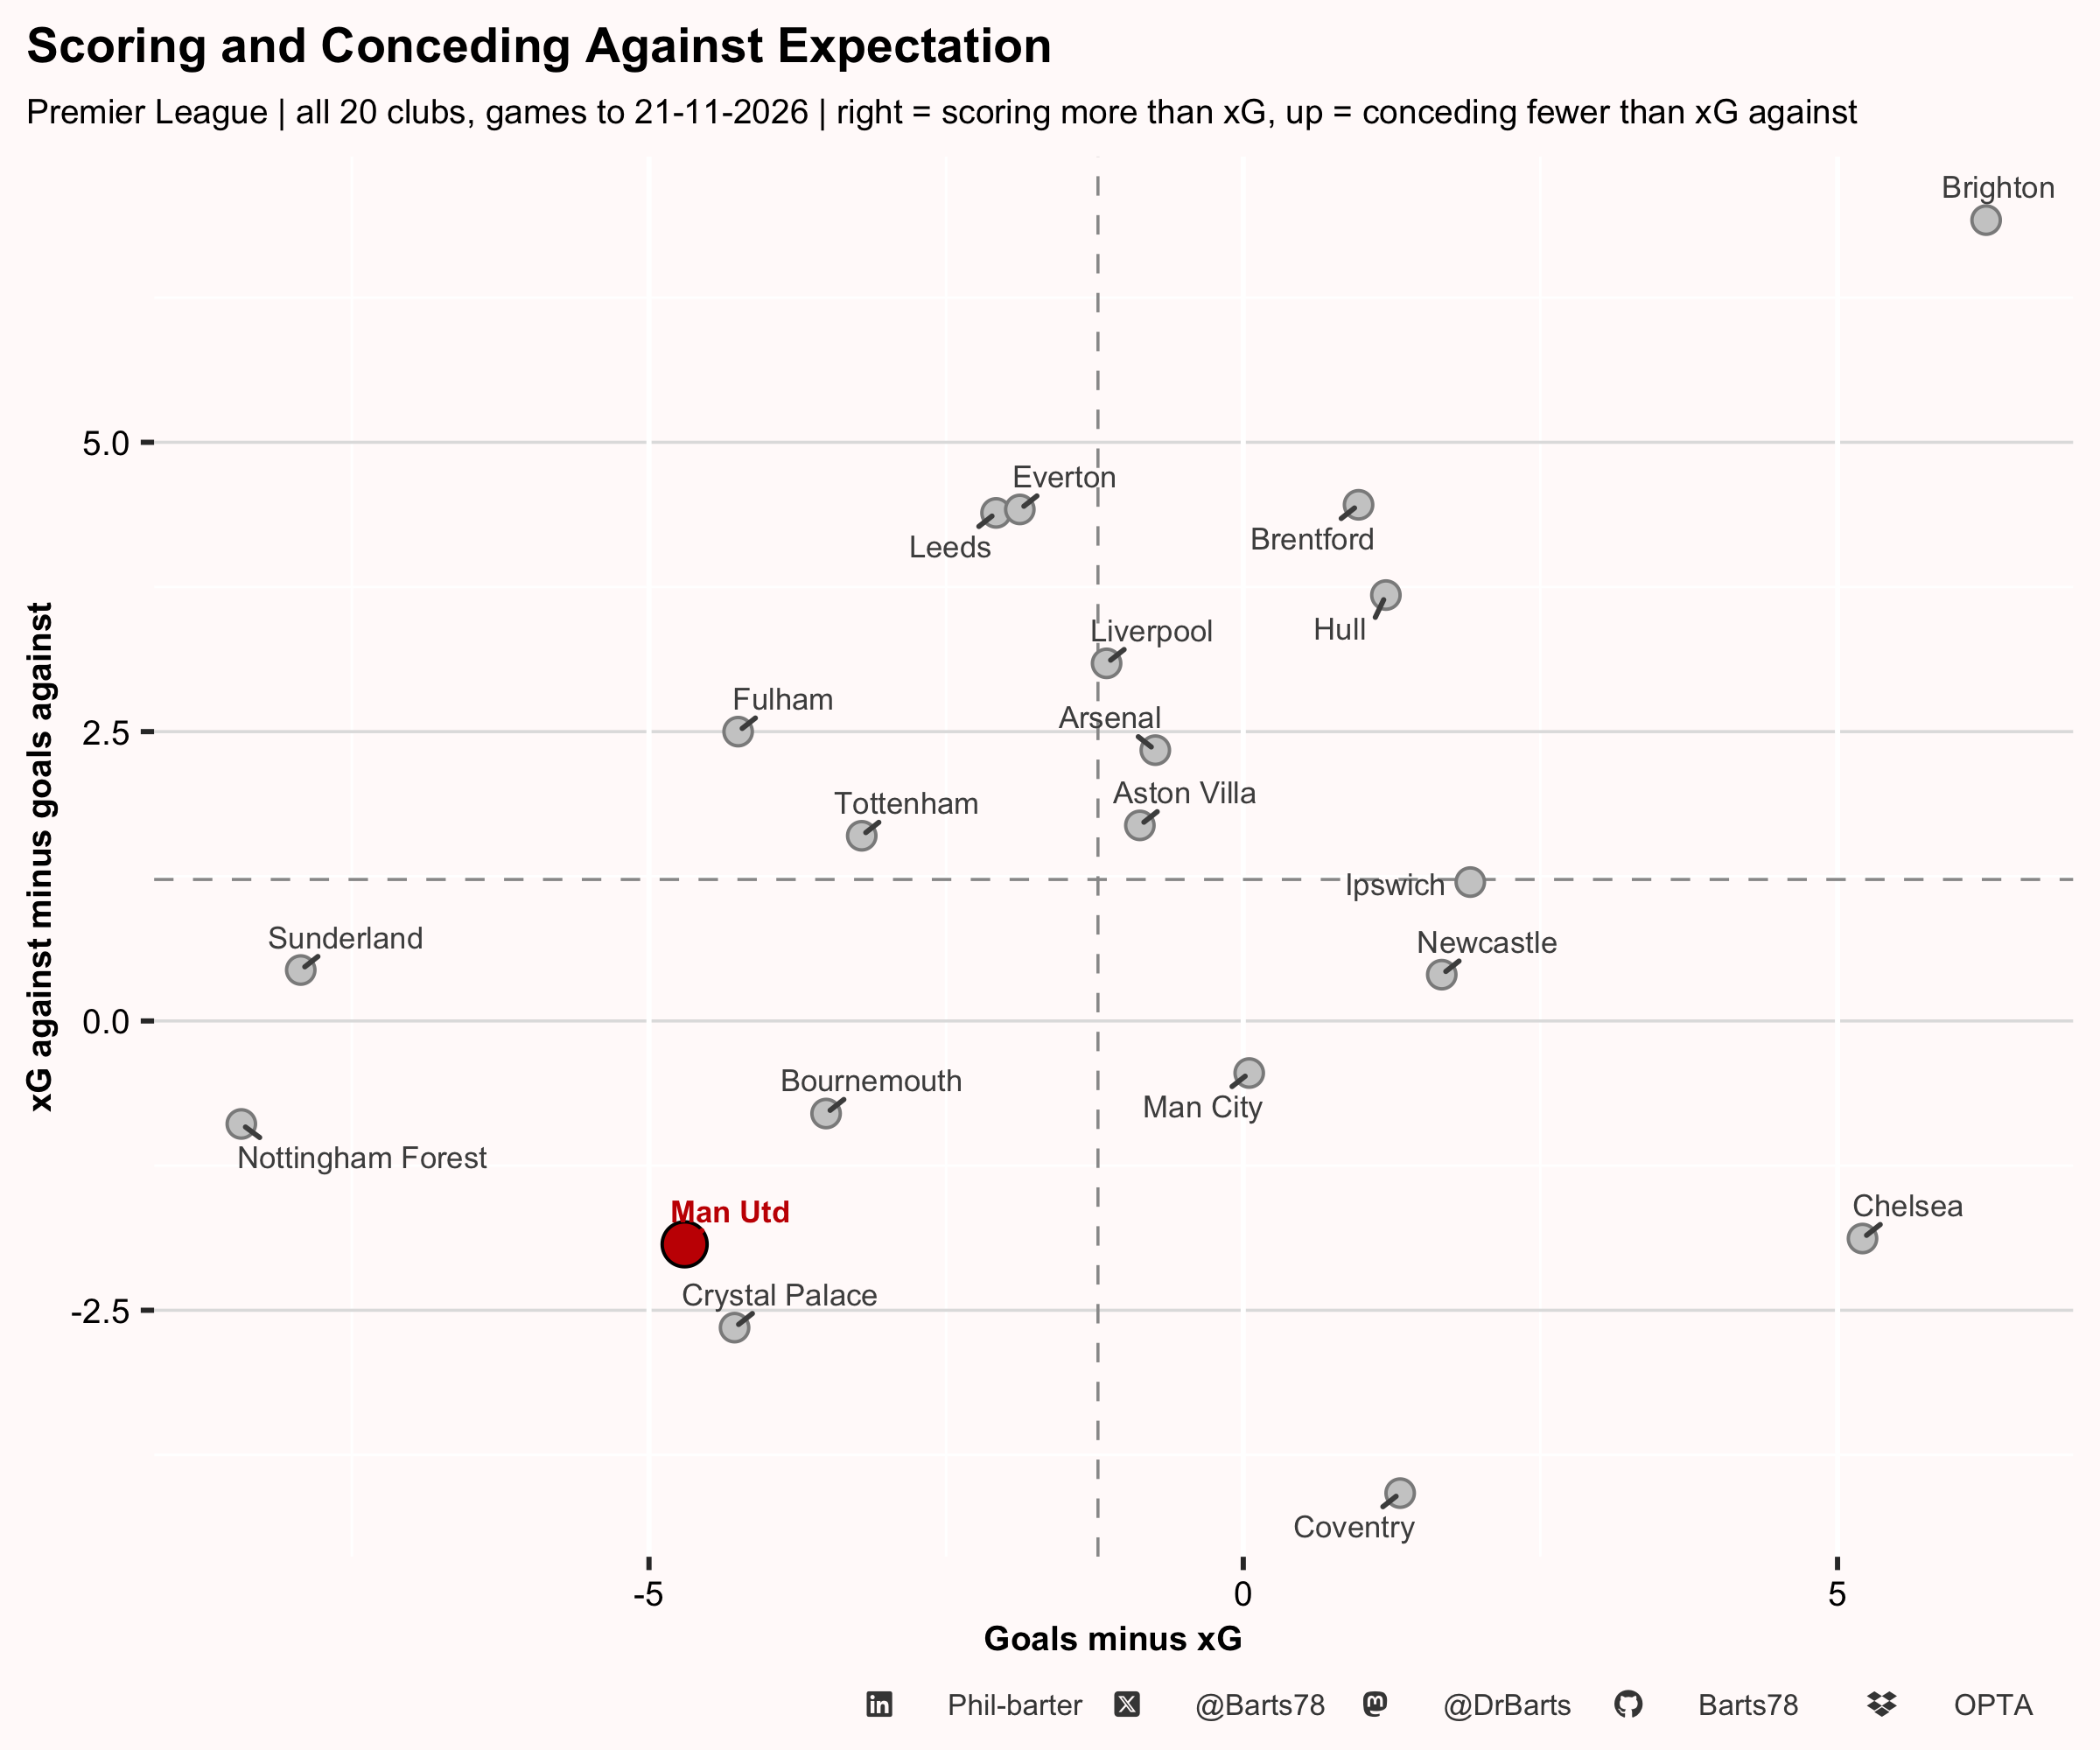 Scoring and Conceding Against Expectation
Premier League | all 20 clubs, games to 21-11-2026 | right = scoring more than xG, up = conceding fewer than xG against
Brighton
5.0
Everton
Leeds
Brentford
Hull
Liverpool
Fulham
Arsenal
2.5
Aston Villa
Tottenham
Ipswich
Sunderland
Newcastle
0.0
Bournemouth
Man City
Nottingham Forest
Man Utd
Chelsea
Crystal Palace
-2.5
Coventry
xG against minus goals against
-5 0 5
Goals minus xG
Phil-barter @Barts78 @DrBarts Barts78 OPTA